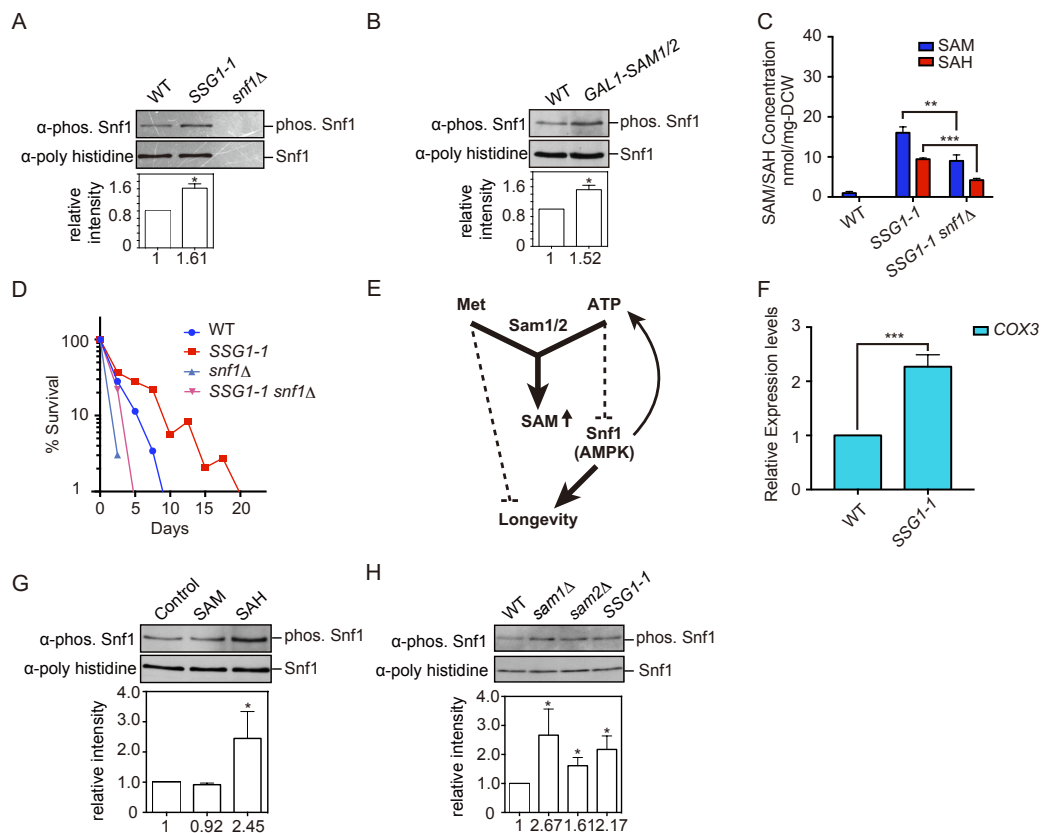 A
WT
SSG1-1
snf1Δ
α-phos. Snf1
phos. Snf1
α-poly histidine
Snf1
relative
intensity
1.6
0.8
0
*
1
1.61
B
WT
GAL1-SAM1/2
α-phos. Snf1
phos. Snf1
α-poly histidine
Snf1
relative
intensity
1.6
0.8
0
*
1
1.52
C
SAM/SAH Concentration
nmol/mg-DCW
40
30
20
10
0
SAM
SAH
**
***
WT
SSG1-1
SSG1-1 snf1Δ
D
% Survival
100
10
1
0 5 10 15 20
Days
WT
SSG1-1
snf1Δ
SSG1-1 snf1Δ
E
Met
ATP
Sam1/2
SAM
Snf1
(AMPK)
Longevity
F
Relative Expression levels
3
2
1
0
***
COX3
WT
SSG1-1
G
Control
SAM
SAH
α-phos. Snf1
phos. Snf1
α-poly histidine
Snf1
relative intensity
4.0
3.0
2.0
1.0
0
*
1 0.92 2.45
H
WT
sam1Δ
sam2Δ
SSG1-1
α-phos. Snf1
phos. Snf1
α-poly histidine
Snf1
relative intensity
4.0
3.0
2.0
1.0
0
* * *
1 2.67 1.61 2.17